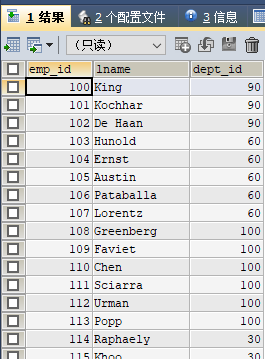 1 结果 2 个配置文件 3 信息
（只读）
emp_id lname dept_id
100 King 90
101 Kochhar 90
102 De Haan 90
103 Hunold 60
104 Ernst 60
105 Austin 60
106 Pataballa 60
107 Lorentz 60
108 Greenberg 100
109 Faviet 100
110 Chen 100
111 Sciarra 100
112 Urman 100
113 Popp 100
114 Raphaely 30
115 Khoo 30